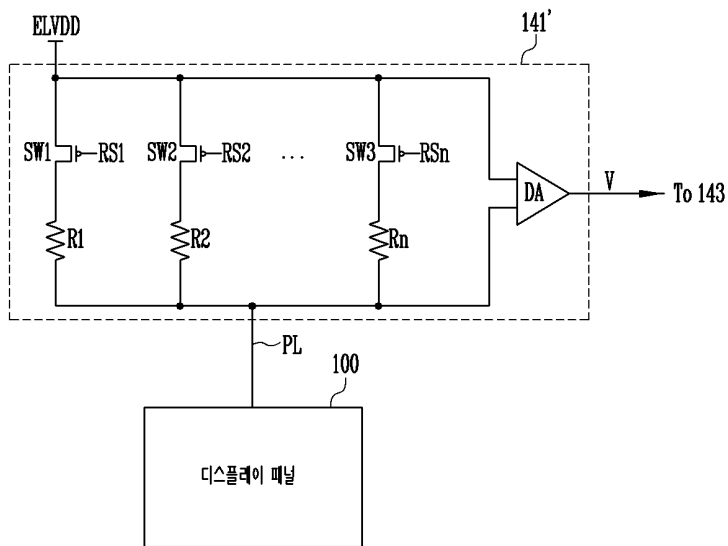 ELVDD
141'
SW1 RS1 SW2 RS2 ... SW3 RSn
DA V To 143
R1 R2 Rn
PL
100
디스플레이 패널